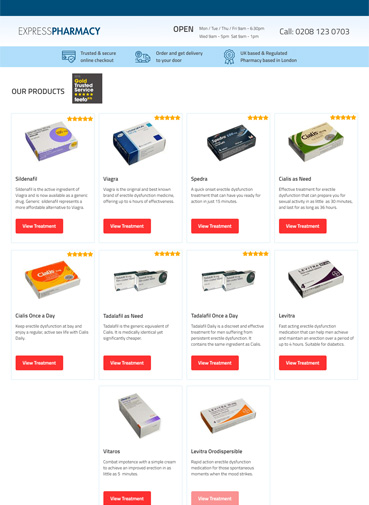 EXPRESSPHARMACY
OPEN
Mon / Tue / Thu / Fri 9am - 6:30pm
Wed 9am - 5pm Sat 9am - 1pm
Call: 0208 123 0703
Trusted & secure
online checkout
Order and get delivery
to your door
UK based & Regulated
Pharmacy based in London
OUR PRODUCTS
Gold
Trusted
Service
feefo
Sildenafil
Sildenafil is the active ingredient of
Viagra and is now available as a generic
drug. Generic sildenafil represents a
more affordable alternative to Viagra.
View Treatment
Viagra
Viagra is the original and best known
brand of erectile dysfunction medicine,
offering up to 4 hours of effectiveness.
View Treatment
Spedra
A quick onset erectile dysfunction
treatment that can have you ready for
action in just 15 minutes.
View Treatment
Cialis as Need
Effective treatment for erectile
dysfunction that can prepare you for
sexual activity in as little as 30 minutes,
and last for as long as 36 hours.
View Treatment
Cialis
Cialis Once a Day
Keep erectile dysfunction at bay and
enjoy a regular, active sex life with Cialis
Daily.
View Treatment
Tadalafil as Need
Tadalafil is the generic equivalent of
Cialis. It is medically identical yet
significantly cheaper.
View Treatment
Tadalafil Once a Day
Tadalafil Daily is a discreet and effective
treatment for men suffering from
persistent erectile dysfunction. It
contains the same ingredient as Cialis.
View Treatment
LEVITRA
Levitra
Fast acting erectile dysfunction
medication that can help men achieve
and maintain an erection over a period of
up to 4 hours. Suitable for diabetics.
View Treatment
Vitaros
Combat impotence with a simple cream
to achieve an improved erection in as
little as 5 minutes.
View Treatment
Levitra Orodispersible
Rapid action erectile dysfunction
medication for those spontaneous
moments when the mood strikes.
View Treatment